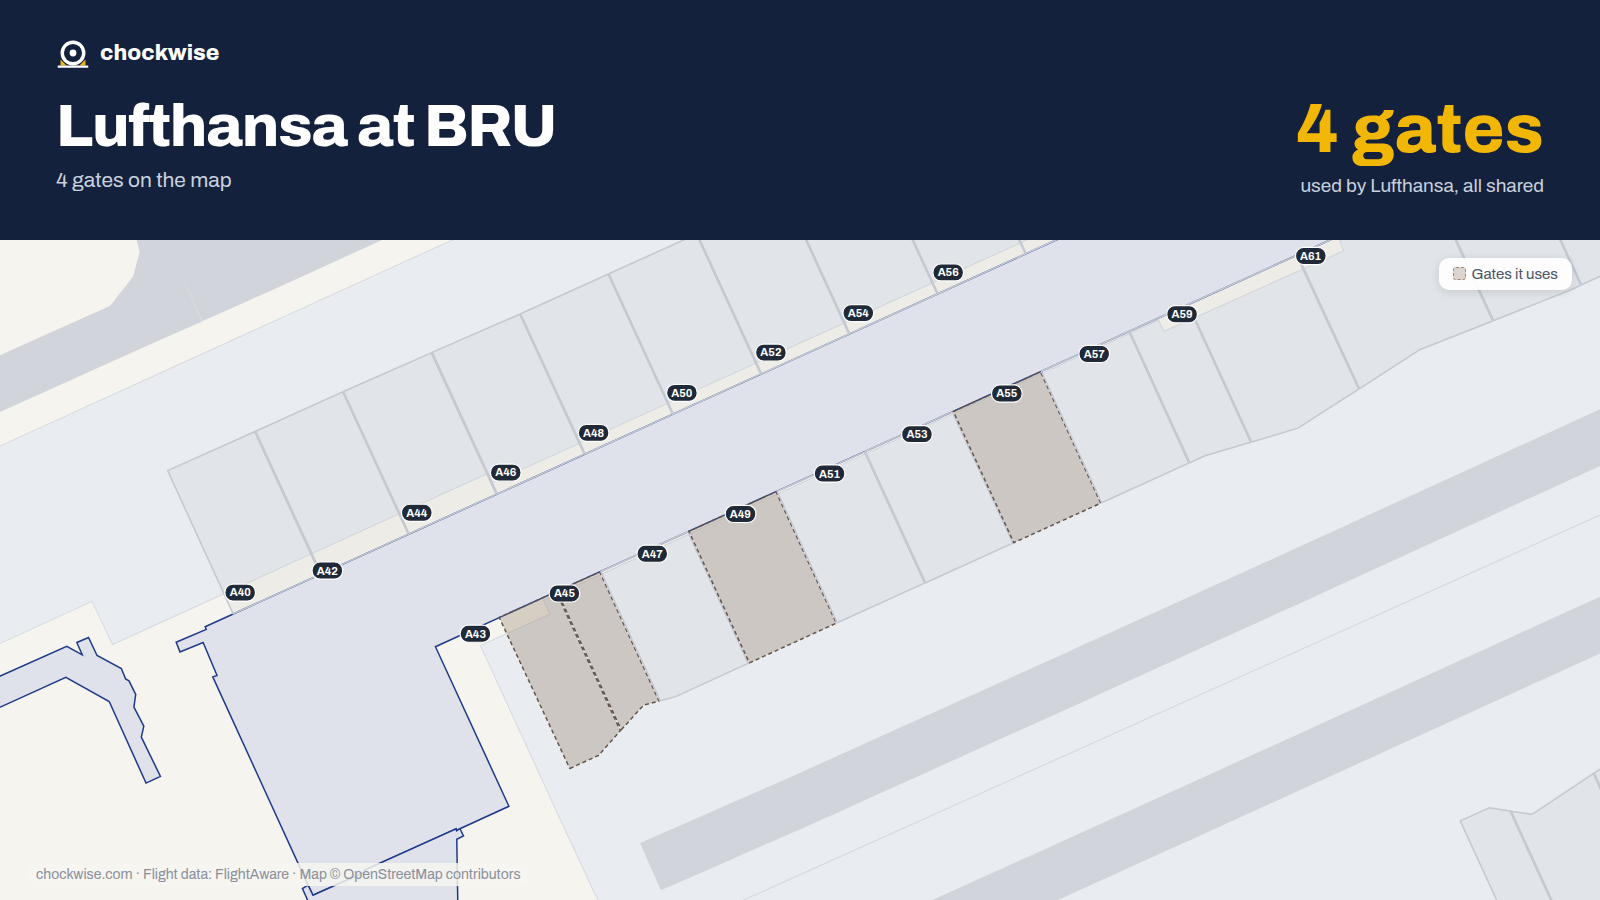 chockwise
Lufthansa at BRU
4 gates on the map
4 gates
used by Lufthansa, all shared
Gates it uses
A61
A56
A54
A59
A52
A57
A50
A55
A48
A53
A46
A51
A44
A49
A42
A47
A40
A45
A43
chockwise.com · Flight data: FlightAware · Map © OpenStreetMap contributors